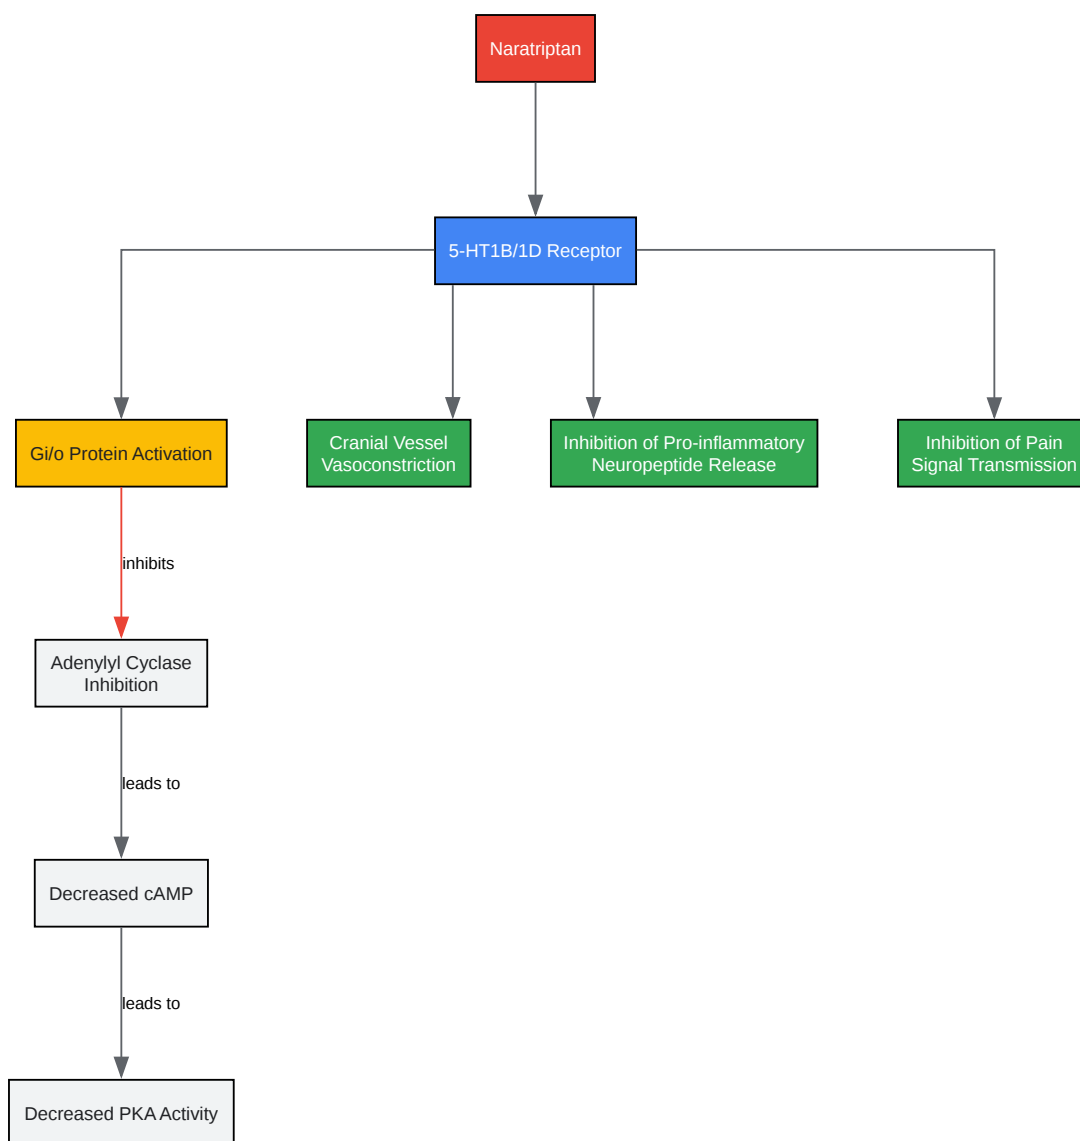 Naratriptan
5-HT1B/1D Receptor
Gi/o Protein Activation
Cranial Vessel
Vasoconstriction
Inhibition of Pro-inflammatory
Neuropeptide Release
Inhibition of Pain
Signal Transmission
inhibits
Adenylyl Cyclase
Inhibition
leads to
Decreased cAMP
leads to
Decreased PKA Activity